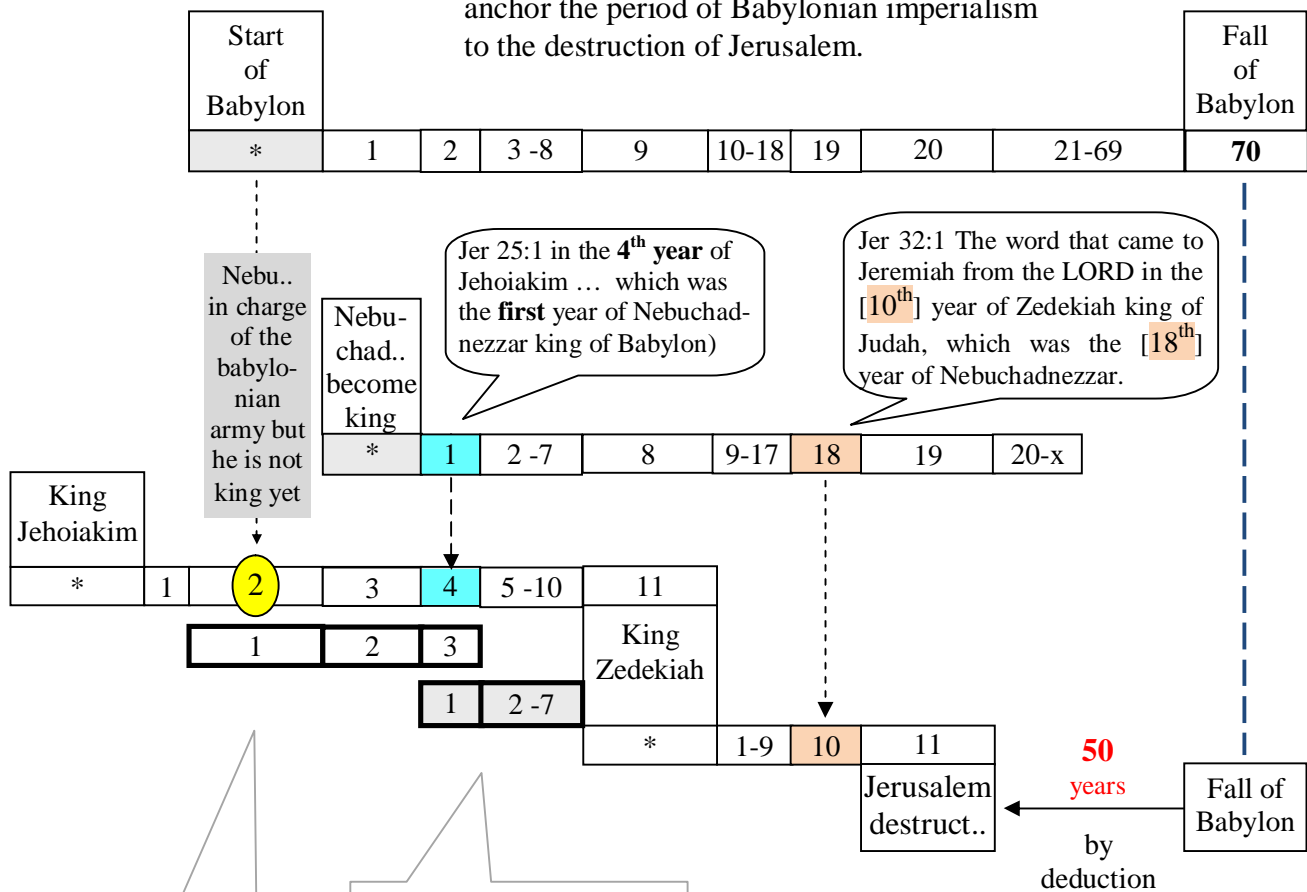 anchor the period of Babylonian imperialism
to the destruction of Jerusalem.
Start
of
Babylon
Fall
of
Babylon
* 1 2 3 -8 9 10-18 19 20 21-69 70
Nebu..
in charge
of the
babylo-
nian
army but
he is not
king yet
Nebu-
chad..
become
king
Jer 25:1 in the 4th year of
Jehoiakim … which was
the first year of Nebuchad-
nezzar king of Babylon)
Jer 32:1 The word that came to
Jeremiah from the LORD in the
[10th] year of Zedekiah king of
Judah, which was the [18th]
year of Nebuchadnezzar.
* 1 2 -7 8 9-17 18 19 20-x
King
Jehoiakim
* 1 2 3 4 5 -10 11
1 2 3
King
Zedekiah
1 2 -7
* 1-9 10 11
Jerusalem
destruct..
50
years
by
deduction
Fall of
Babylon